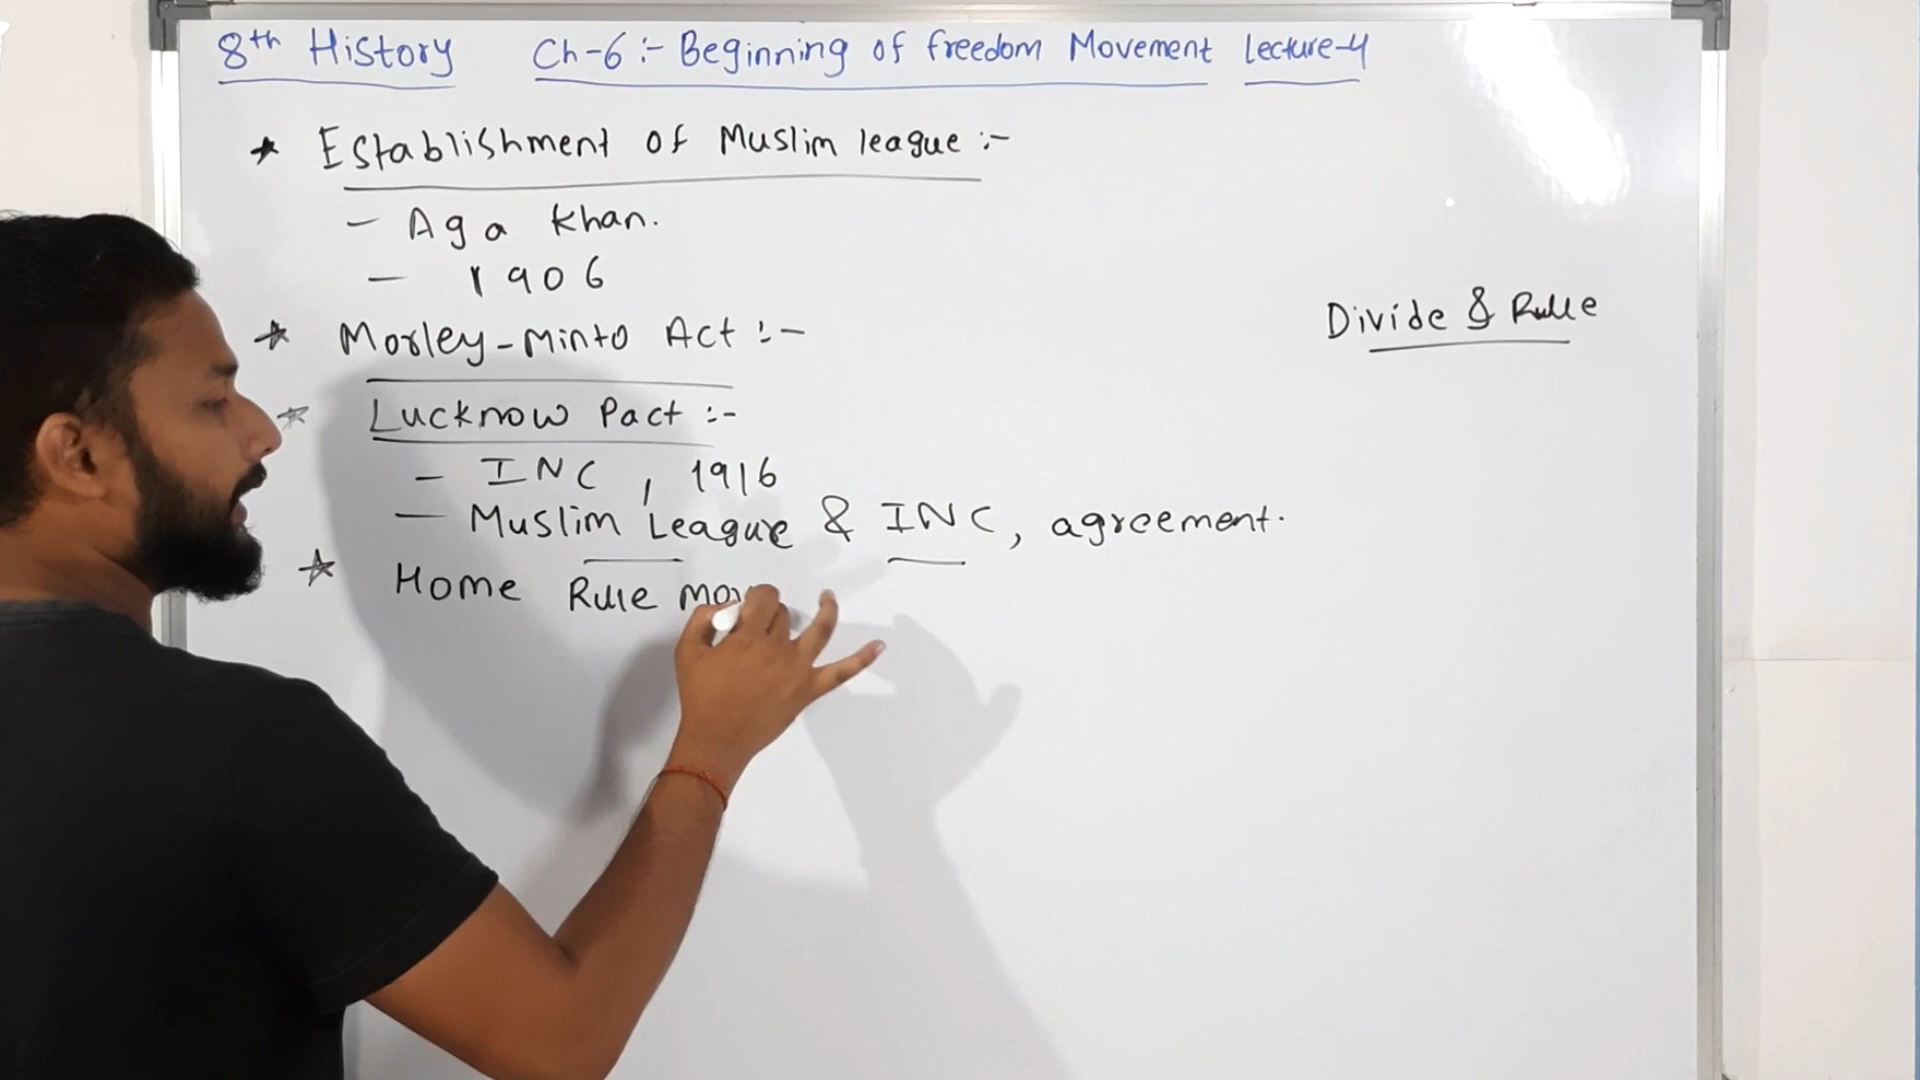 8th History Ch-6:- Beginning of freedom Movement Lecture-4
* Establishment of Muslim league :-
- Aga Khan.
- 1906
* Morley-Minto Act :-
Divide & Rule
* Lucknow Pact :-
- INC, 1916
- Muslim League & INC, agreement.
* Home Rule mov